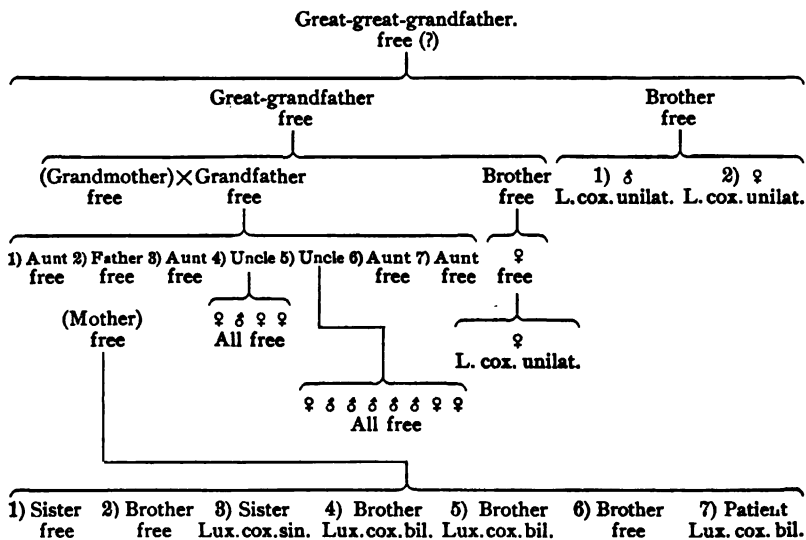 Great-great-grandfather.
free (?)
Great-grandfather Brother
free free
(Grandmother)×Grandfather Brother 1) ♂ 2) ♀
free free free L. cox. unilat. L. cox. unilat.
1) Aunt 2) Father 3) Aunt 4) Uncle 5) Uncle 6) Aunt 7) Aunt ♀
free free free free free free
(Mother) ♀ ♂ ♀ ♀ ♀
free All free L. cox. unilat.
♀ ♂ ♂ ♂ ♂ ♂ ♀ ♀
All free
1) Sister 2) Brother 3) Sister 4) Brother 5) Brother 6) Brother 7) Patient
free free Lux. cox. sin. Lux. cox. bil. Lux. cox. bil. free Lux. cox. bil.